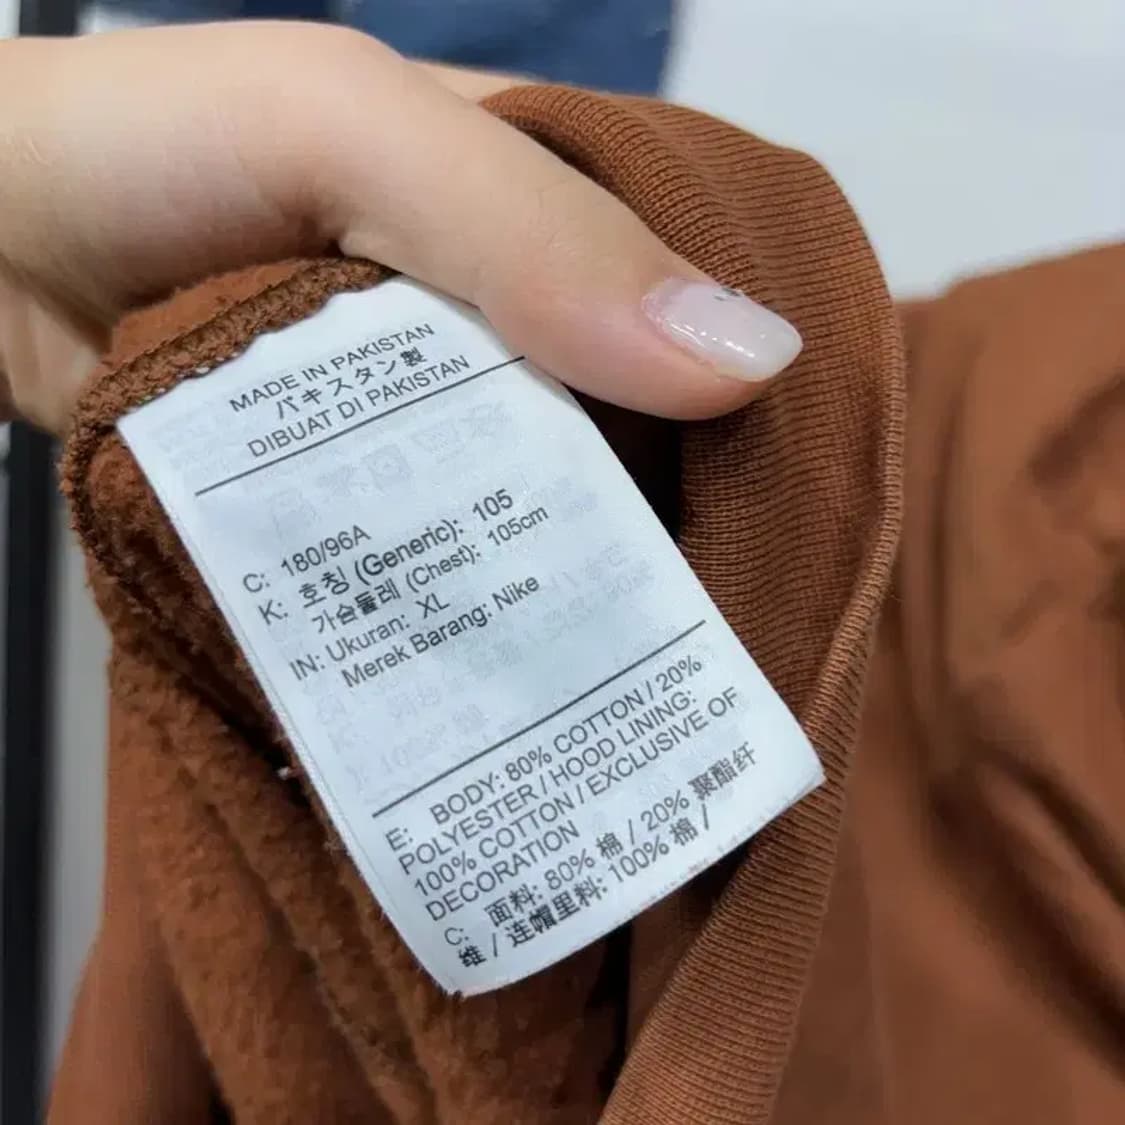 MADE IN PAKISTAN
パキスタン製
DIBUAT DI PAKISTAN
C: 180/96A
K: 호칭 (Generic): 105
가슴둘레 (Chest): 105cm
IN: Ukuran: XL
Merek Barang: Nike
E: BODY: 80% COTTON / 20%
POLYESTER / HOOD LINING:
100% COTTON / EXCLUSIVE OF
DECORATION
C: 面料: 80% 棉 / 20% 聚酯纤
维 / 连帽里料: 100% 棉 /